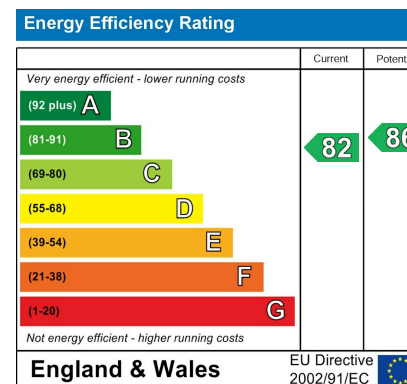 Energy Efficiency Rating
Current Potent
Very energy efficient - lower running costs
(92 plus) A
(81-91) B
82 86
(69-80) C
(55-68) D
(39-54) E
(21-38) F
(1-20) G
Not energy efficient - higher running costs
England & Wales
EU Directive
2002/91/EC